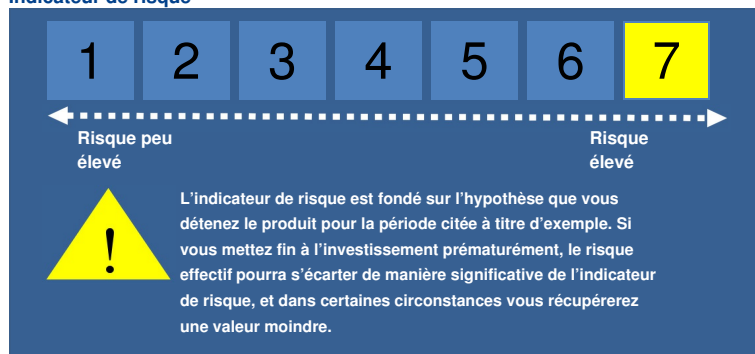 Indicateur de risque
1 2 3 4 5 6 7
Risque peu élevé
Risque élevé
!
L'indicateur de risque est fondé sur l'hypothèse que vous
détenez le produit pour la période citée à titre d'exemple. Si
vous mettez fin à l'investissement prématurément, le risque
effectif pourra s'écarter de manière significative de l'indicateur
de risque, et dans certaines circonstances vous récupérerez
une valeur moindre.